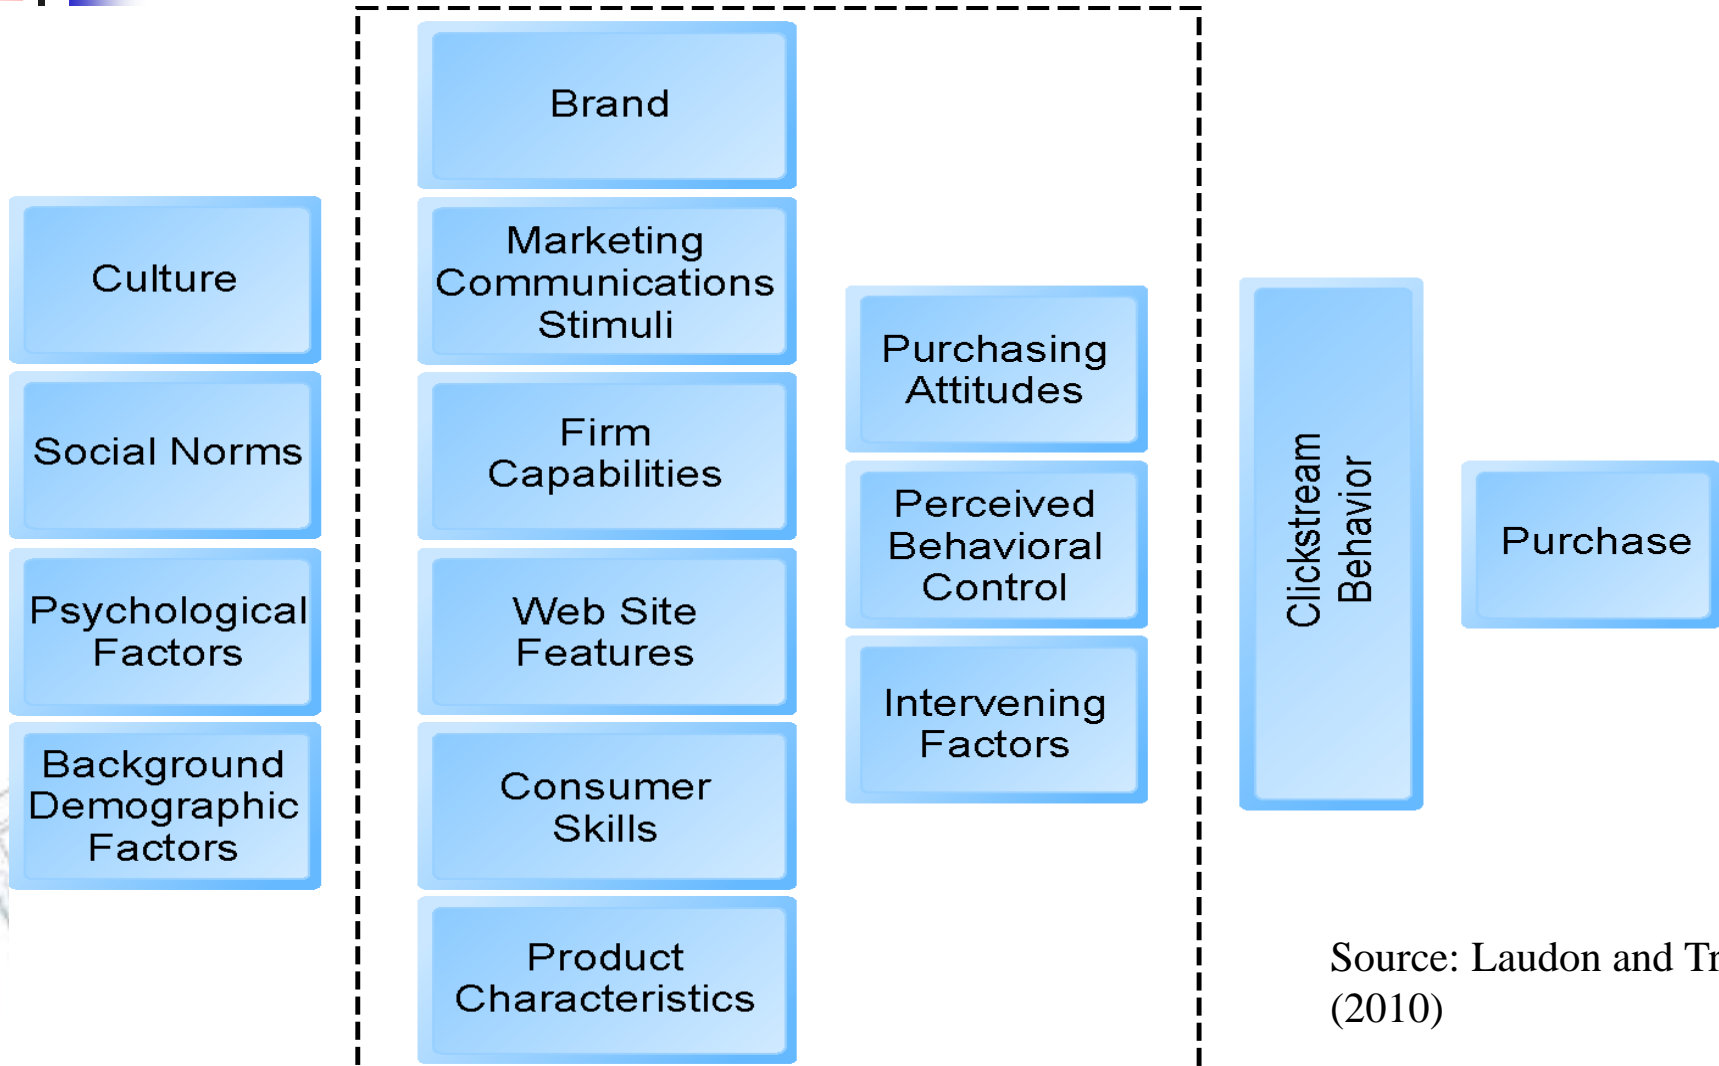 Culture
Social Norms
Psychological
Factors
Background
Demographic
Factors
Brand
Marketing
Communications
Stimuli
Firm
Capabilities
Web Site
Features
Consumer
Skills
Product
Characteristics
Purchasing
Attitudes
Perceived
Behavioral
Control
Intervening
Factors
Clickstream
Behavior
Purchase
Source: Laudon and
(2010)